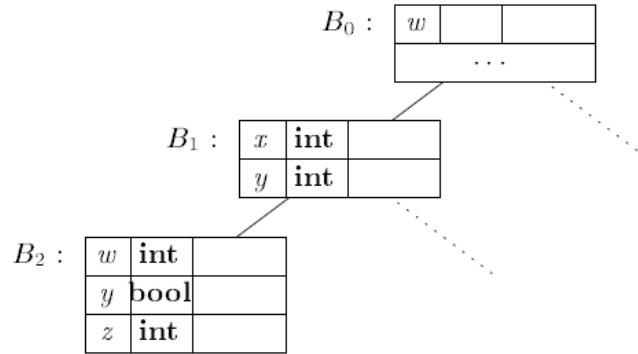 B₀ : w
⋯
B₁ : x int
y int
B₂ : w int
y bool
z int